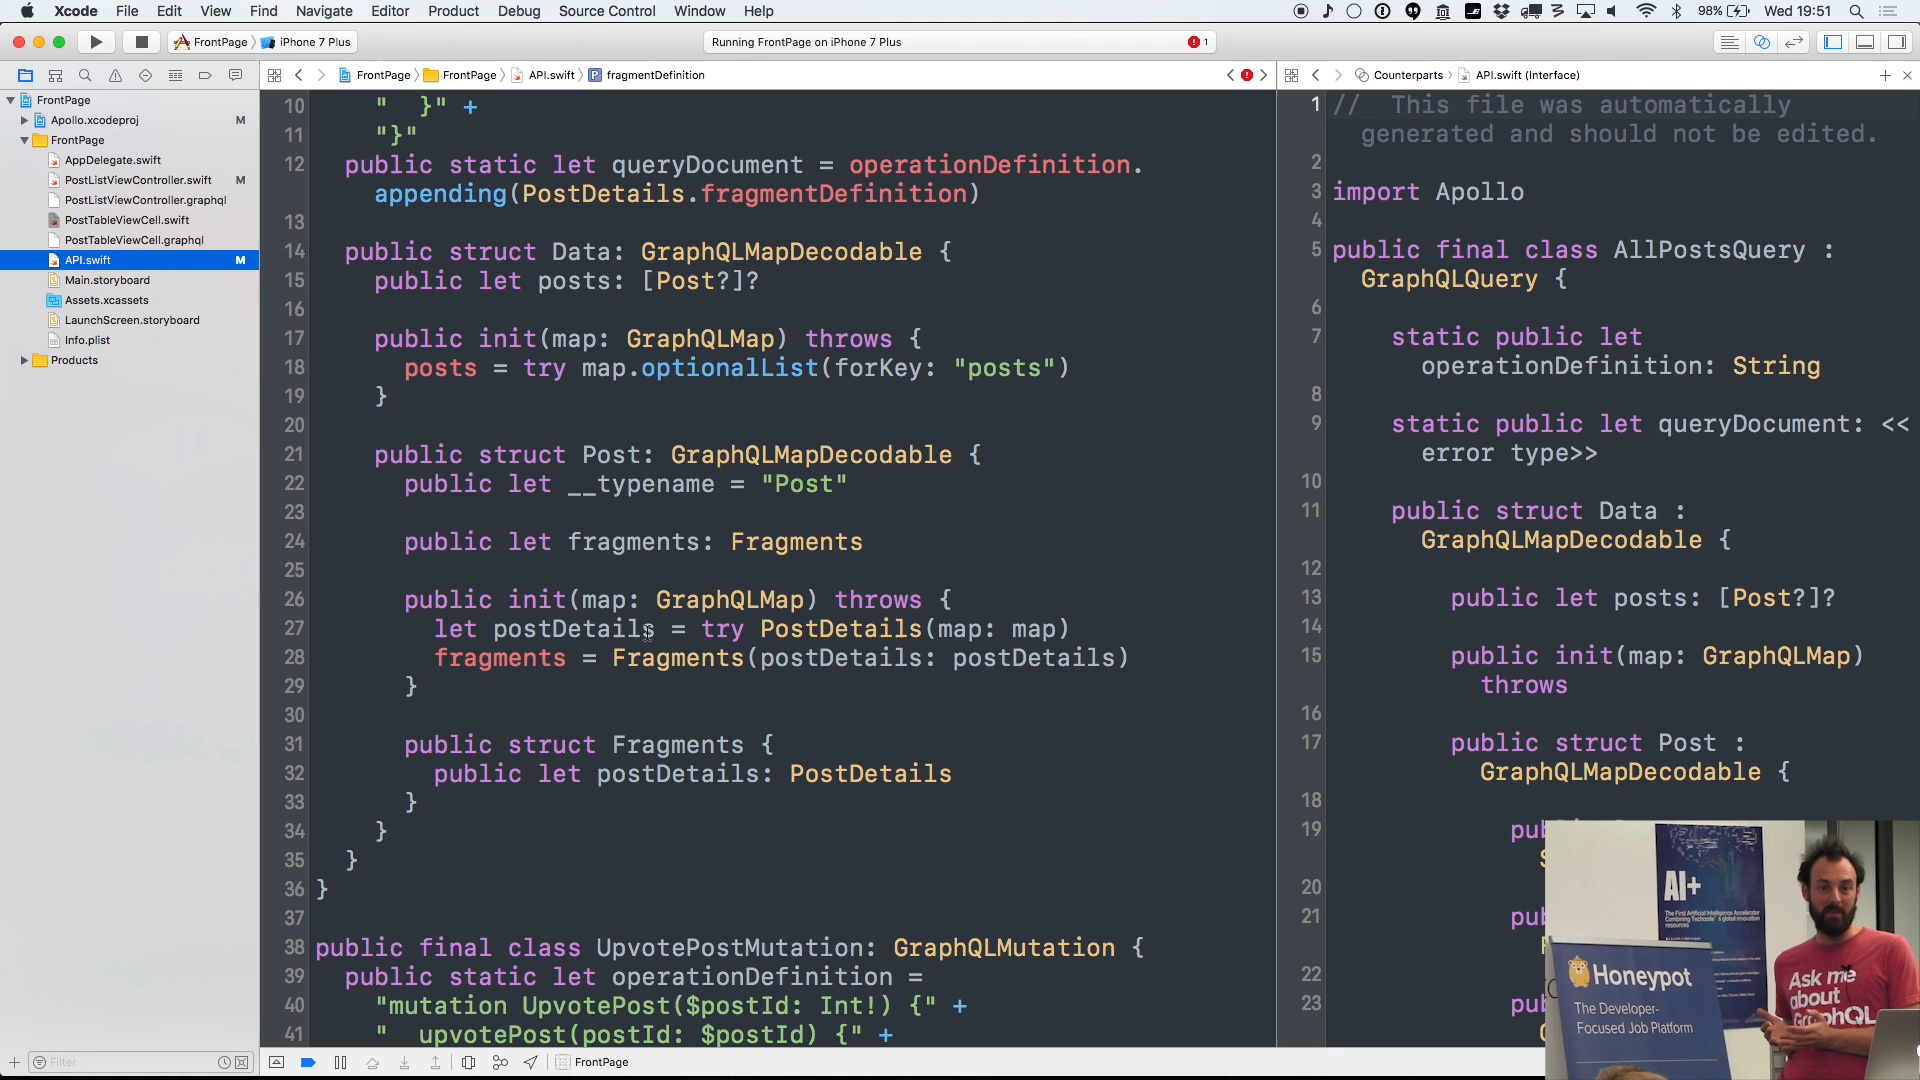 Xcode File Edit View Find Navigate Editor Product Debug Source Control Window Help
98% Wed 19:51
FrontPage iPhone 7 Plus
Running FrontPage on iPhone 7 Plus
1
FrontPage FrontPage API.swift fragmentDefinition
Counterparts API.swift (Interface)
FrontPage
Apollo.xcodeproj M
FrontPage
AppDelegate.swift
PostListViewController.swift M
PostListViewController.graphql
PostTableViewCell.swift
PostTableViewCell.graphql
API.swift M
Main.storyboard
Assets.xcassets
LaunchScreen.storyboard
Info.plist
Products
Filter
10 "   }" +
11 "}"
12 public static let queryDocument = operationDefinition.
appending(PostDetails.fragmentDefinition)
13
14 public struct Data: GraphQLMapDecodable {
15 public let posts: [Post?]?
16
17 public init(map: GraphQLMap) throws {
18 posts = try map.optionalList(forKey: "posts")
19 }
20
21 public struct Post: GraphQLMapDecodable {
22 public let __typename = "Post"
23
24 public let fragments: Fragments
25
26 public init(map: GraphQLMap) throws {
27 let postDetails = try PostDetails(map: map)
28 fragments = Fragments(postDetails: postDetails)
29 }
30
31 public struct Fragments {
32 public let postDetails: PostDetails
33 }
34 }
35 }
36 }
37
38 public final class UpvotePostMutation: GraphQLMutation {
39 public static let operationDefinition =
40 "mutation UpvotePost($postId: Int!) {" +
41 "  upvotePost(postId: $postId) {" +
FrontPage
1 //  This file was automatically
generated and should not be edited.
2
3 import Apollo
4
5 public final class AllPostsQuery :
GraphQLQuery {
6
7 static public let
operationDefinition: String
8
9 static public let queryDocument: <<
error type>>
10
11 public struct Data :
GraphQLMapDecodable {
12
13 public let posts: [Post?]?
14
15 public init(map: GraphQLMap)
throws
16
17 public struct Post :
GraphQLMapDecodable {
18
19
20
21
22
23
AI+
The First Artificial Intelligence Accelerator
Honeypot
The Developer-
Focused Job Platform
Ask me
about
GraphQL